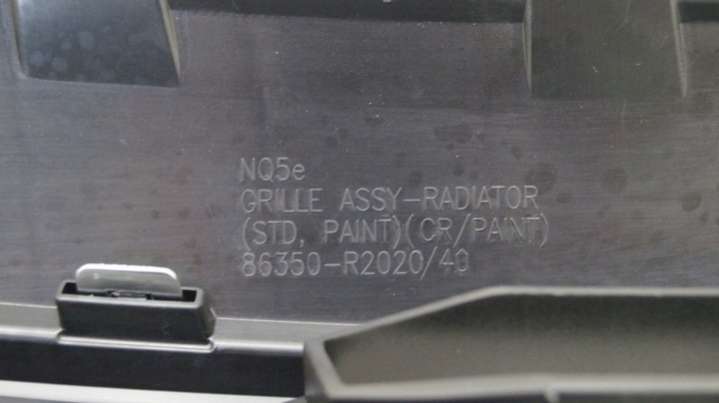 NQ5e
GRILLE ASSY-RADIATOR
(STD, PAINT)(CR/PAINT)
86350-R2020/40